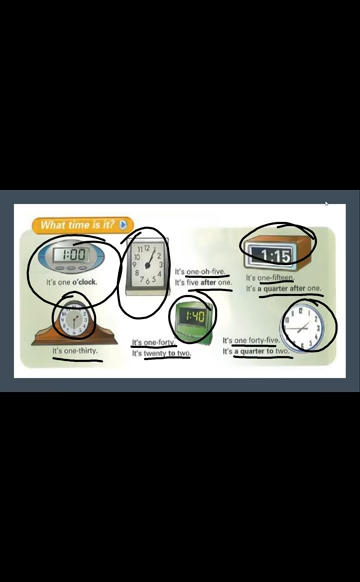 What time is it?
1:00
It's one o'clock.
It's one-oh-five.
It's five after one.
1:15
It's one-fifteen.
It's a quarter after one.
It's one-thirty.
1:40
It's one-forty.
It's twenty to two.
It's one forty-five.
It's a quarter to two.